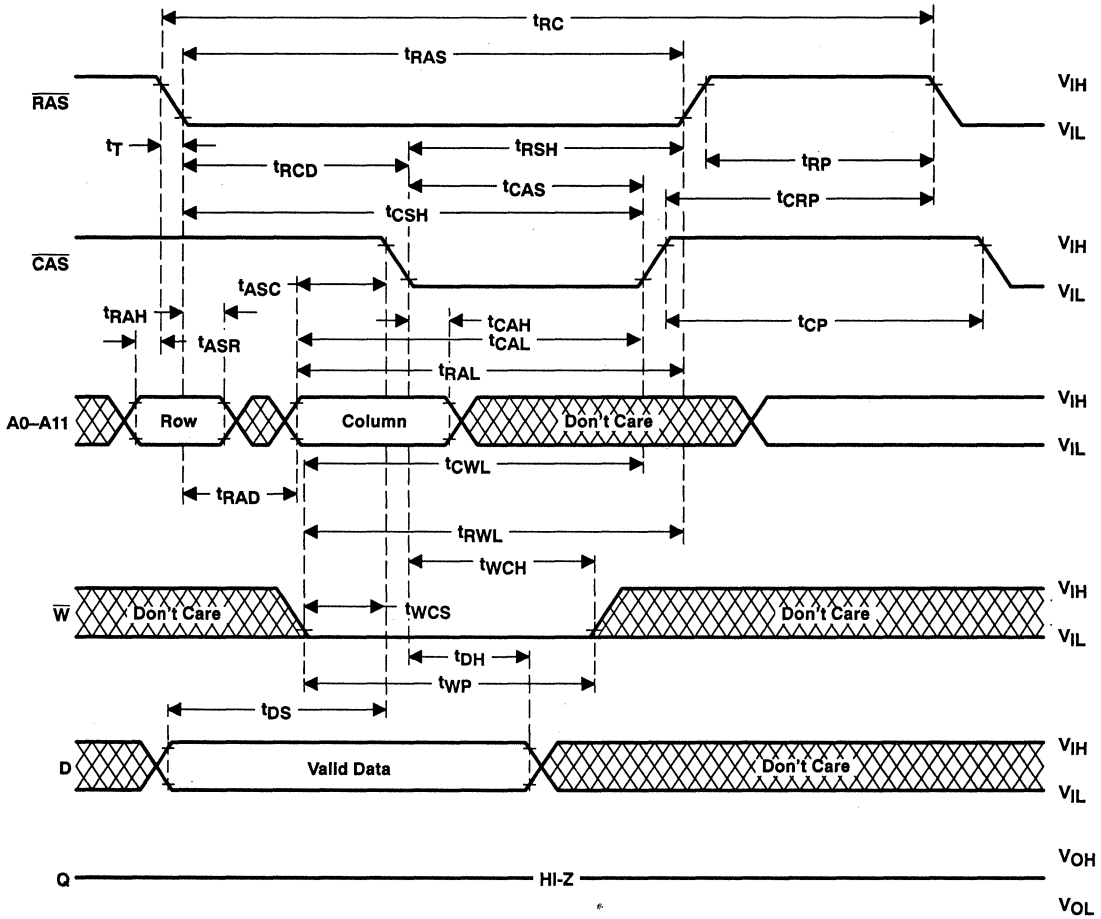 tRC
tRAS
RAS
VIH
VIL
tT
tRCD
tRSH
tRP
tCAS
tCRP
tCSH
CAS
VIH
VIL
tASC
tRAH
tCAH
tCP
tASR
tCAL
tRAL
A0–A11
Row
Column
Don't Care
VIH
VIL
tCWL
tRAD
tRWL
tWCH
W
Don't Care
tWCS
Don't Care
VIH
VIL
tDH
tWP
tDS
D
Valid Data
Don't Care
VIH
VIL
Q
HI-Z
VOH
VOL